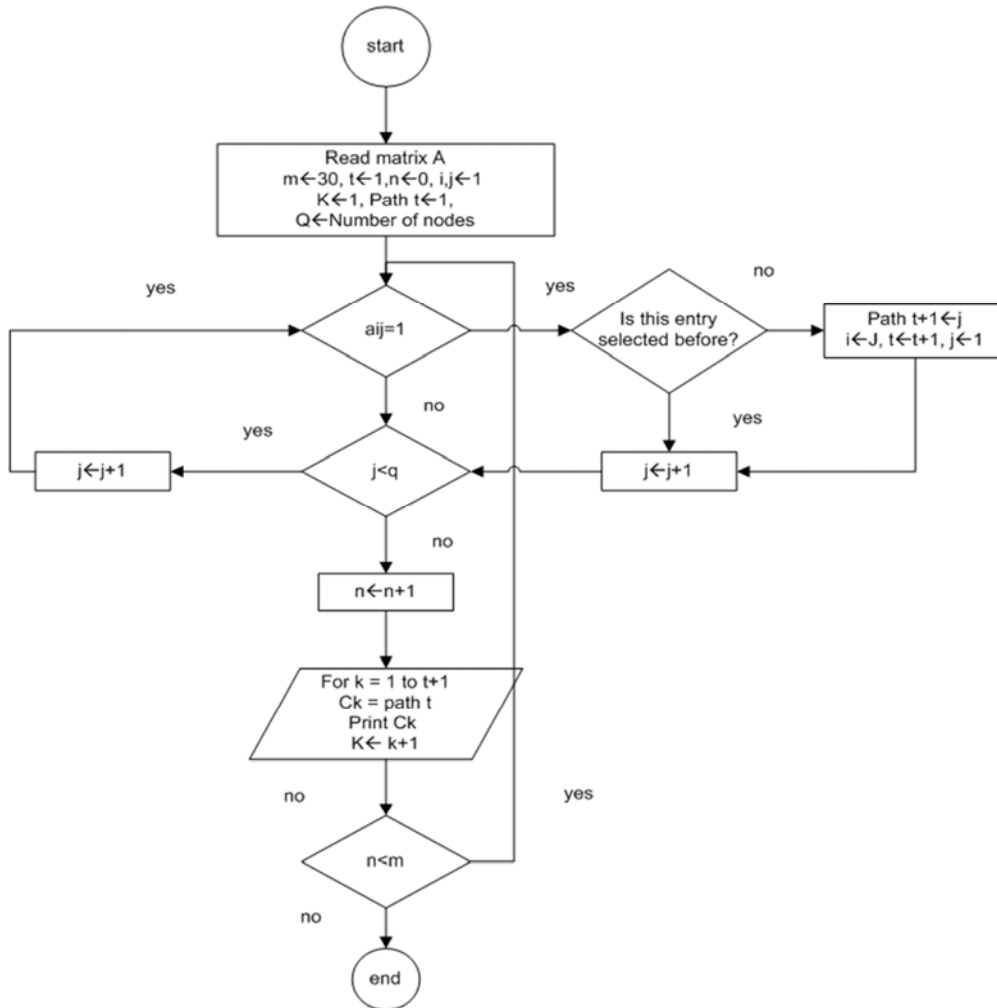 start
Read matrix A
m←30, t←1,n←0, i,j←1
K←1, Path t←1,
Q←Number of nodes
yes
aij=1
yes
Is this entry
selected before?
no
Path t+1←j
i←J, t←t+1, j←1
no
yes
yes
j←j+1
j<q
j←j+1
no
n←n+1
For k = 1 to t+1
Ck = path t
Print Ck
K← k+1
no
yes
n<m
no
end